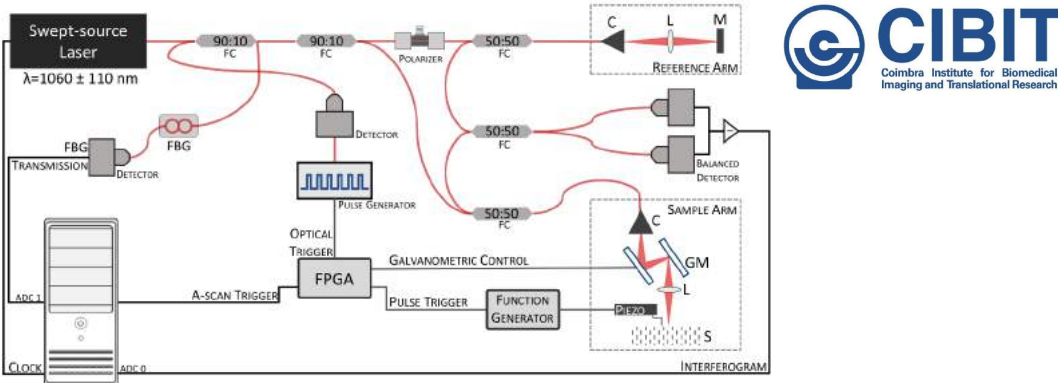 Swept-source
Laser
λ=1060 ± 110 nm
90:10
FC
90:10
FC
POLARIZER
50:50
FC
C
L
M
REFERENCE ARM
CIBIT
Coimbra Institute for Biomedical
Imaging and Translational Research
FBG
TRANSMISSION
DETECTOR
FBG
DETECTOR
PULSE GENERATOR
50:50
FC
BALANCED
DETECTOR
50:50
FC
SAMPLE ARM
C
GM
L
PIEZO
S
OPTICAL
TRIGGER
FPGA
GALVANOMETRIC CONTROL
ADC 1
A-SCAN TRIGGER
PULSE TRIGGER
FUNCTION
GENERATOR
CLOCK
ADC 0
INTERFEROGRAM